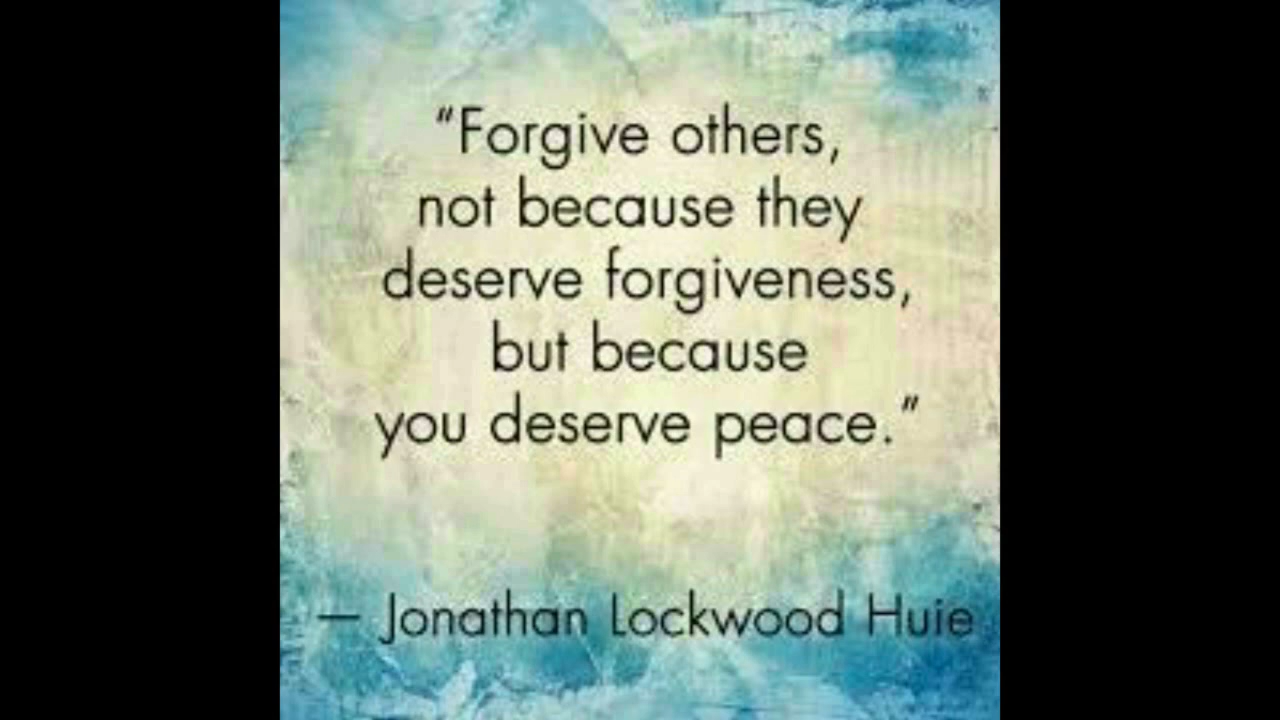 “Forgive others,
not because they
deserve forgiveness,
but because
you deserve peace.”
— Jonathan Lockwood Huie